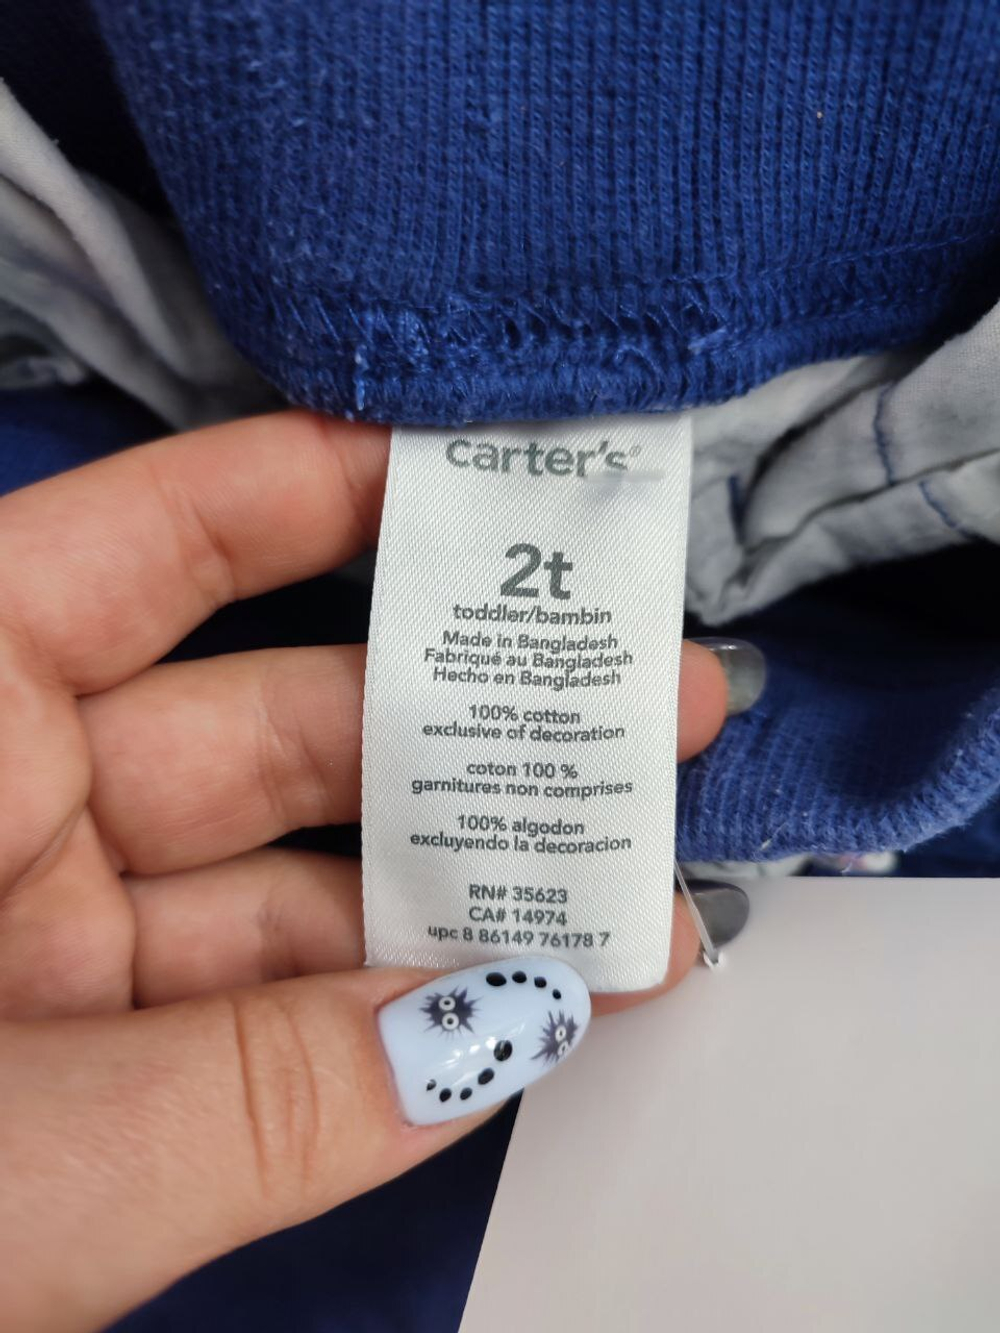 carter's®
2t
toddler/bambin
Made in Bangladesh
Fabriqué au Bangladesh
Hecho en Bangladesh
100% cotton
exclusive of decoration
coton 100 %
garnitures non comprises
100% algodon
excluyendo la decoracion
RN# 35623
CA# 14974
upc 8 86149 76178 7